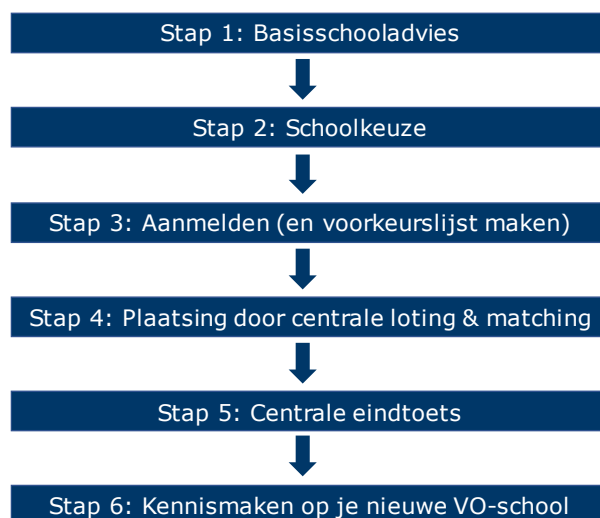 Stap 1: Basisschooladvies
Stap 2: Schoolkeuze
Stap 3: Aanmelden (en voorkeurslijst maken)
Stap 4: Plaatsing door centrale loting & matching
Stap 5: Centrale eindtoets
Stap 6: Kennismaken op je nieuwe VO-school